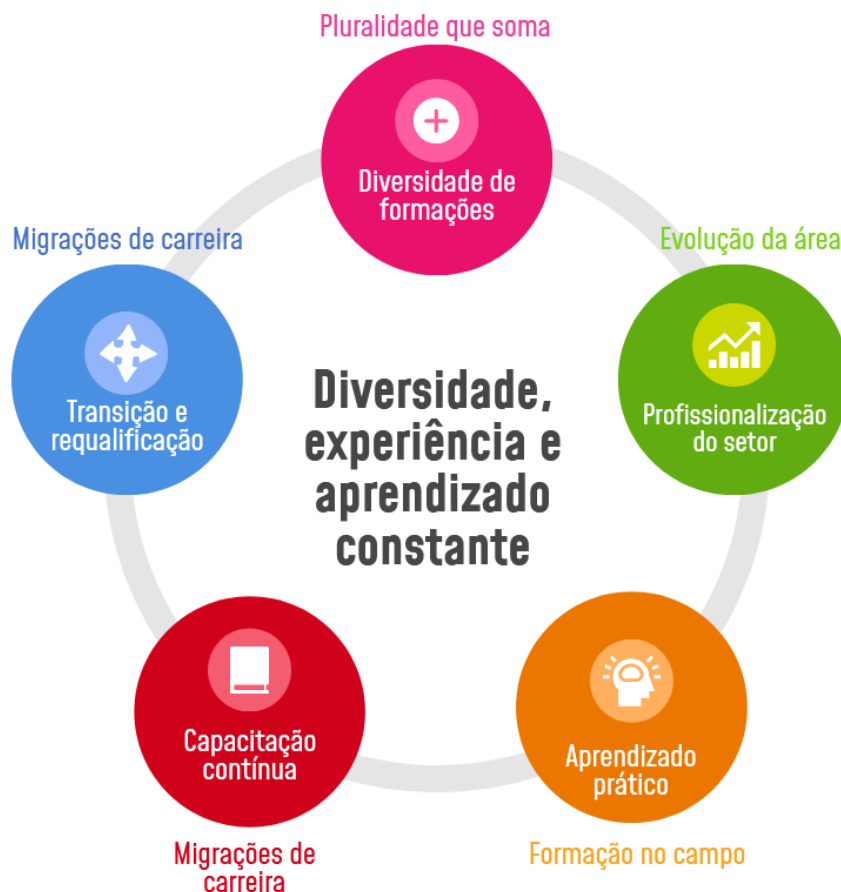 Pluralidade que soma
Diversidade de
formações
Migrações de carreira
Evolução da área
Transição e
requalificação
Profissionalização
do setor
Diversidade,
experiência e
aprendizado
constante
Capacitação
contínua
Aprendizado
prático
Migrações de
carreira
Formação no campo